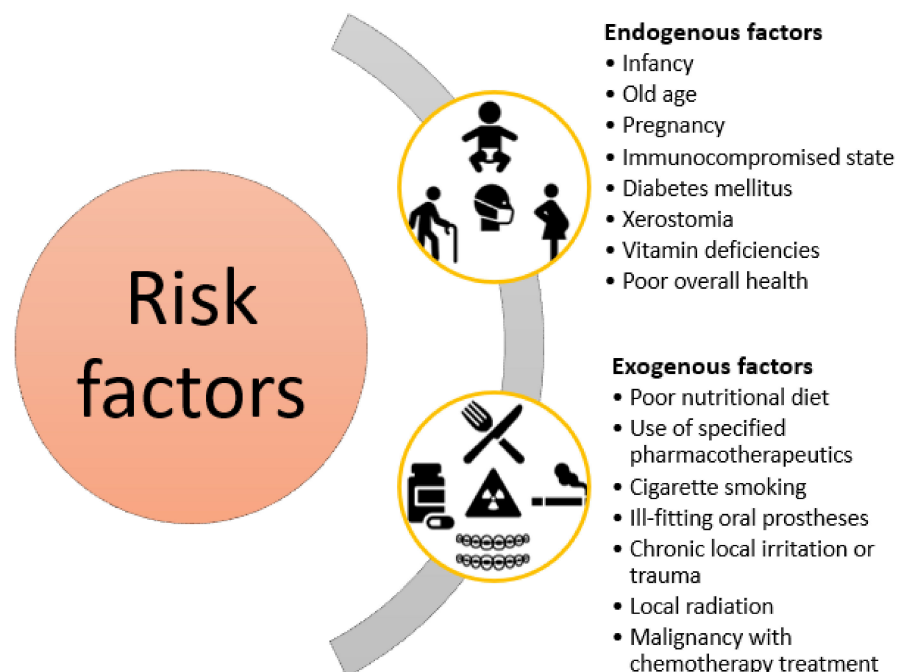 Risk
factors
Endogenous factors
• Infancy
• Old age
• Pregnancy
• Immunocompromised state
• Diabetes mellitus
• Xerostomia
• Vitamin deficiencies
• Poor overall health
Exogenous factors
• Poor nutritional diet
• Use of specified
pharmacotherapeutics
• Cigarette smoking
• Ill-fitting oral prostheses
• Chronic local irritation or
trauma
• Local radiation
• Malignancy with
chemotherapy treatment